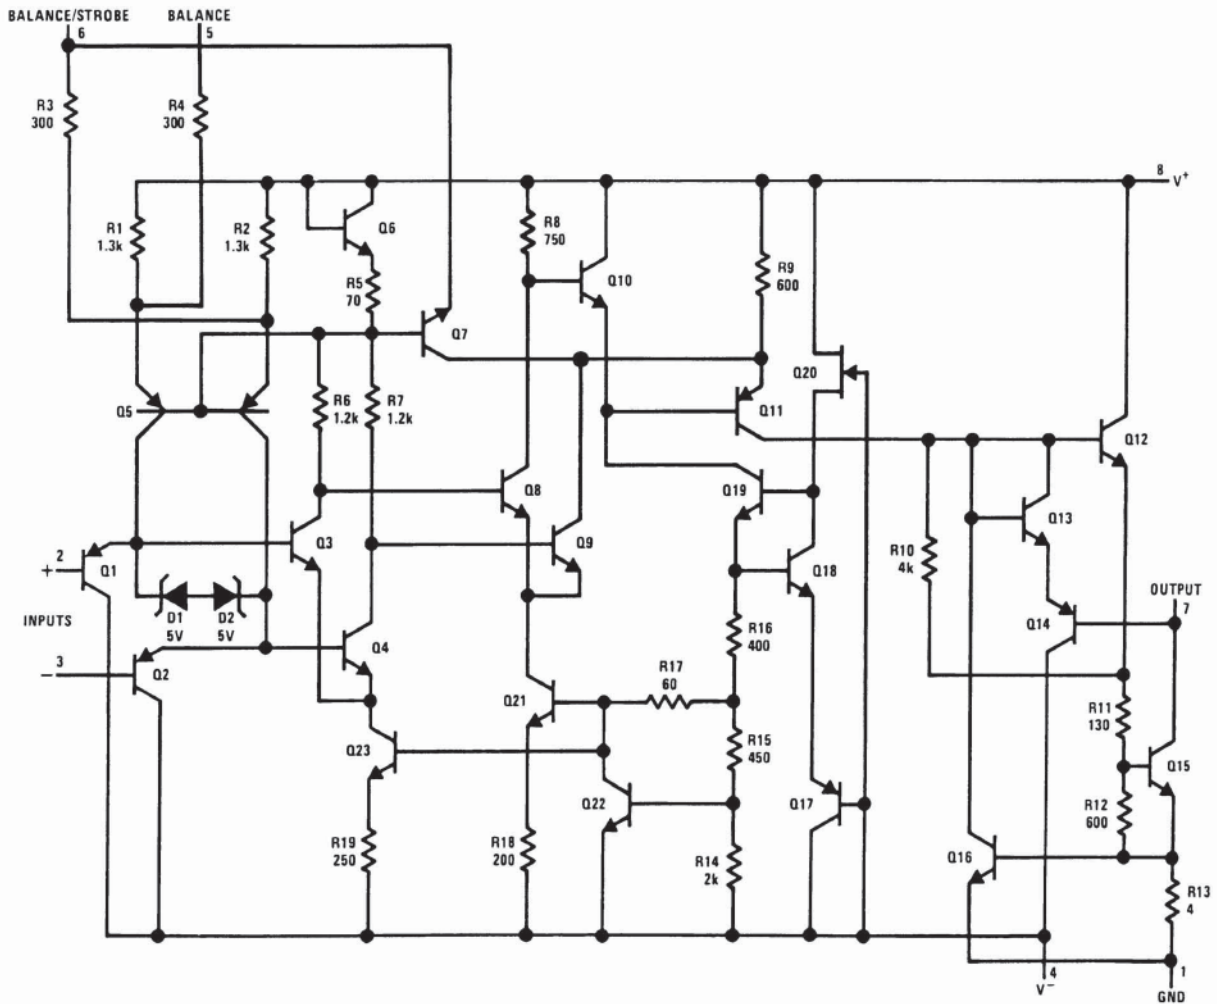 BALANCE/STROBE
6
BALANCE
5
R3
300
R4
300
8
V+
R1
1.3k
R2
1.3k
Q6
R5
70
R8
750
Q10
R9
600
Q7
Q20
Q5
R6
1.2k
R7
1.2k
Q11
Q12
Q8
Q19
Q3
Q9
Q13
2
+
Q1
Q18
R10
4k
INPUTS
D1
5V
D2
5V
OUTPUT
7
R16
400
Q14
3
−
Q2
Q4
R17
60
Q21
R11
130
Q23
R15
450
Q15
Q22
Q17
R12
600
R19
250
R18
200
R14
2k
Q16
R13
4
4
V−
1
GND